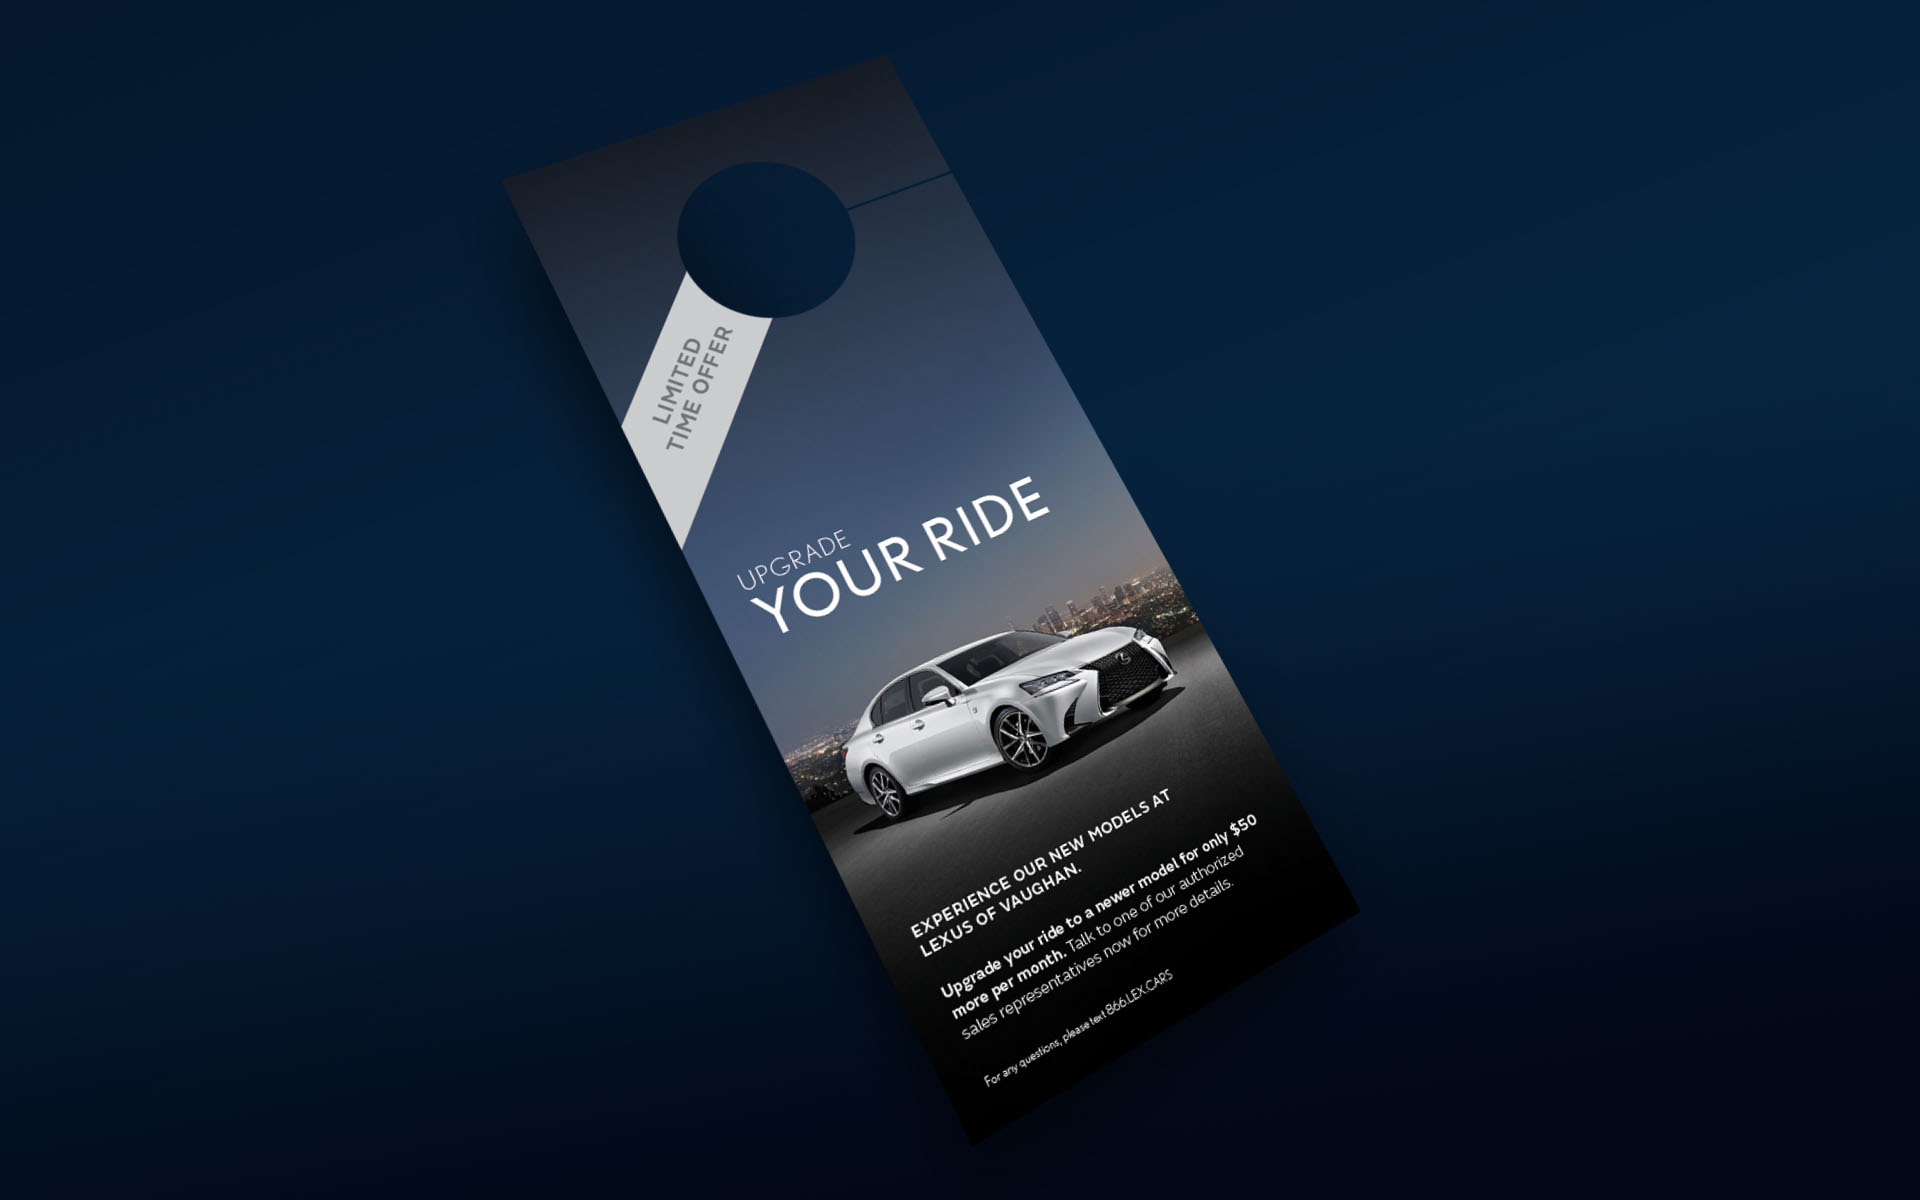 LIMITED
TIME OFFER
UPGRADE
YOUR RIDE
EXPERIENCE OUR NEW MODELS AT
LEXUS OF VAUGHAN.
Upgrade your ride to a newer model for only $50
more per month. Talk to one of our authorized
sales representatives now for more details.
For any questions, please text 866.LEX.CARS